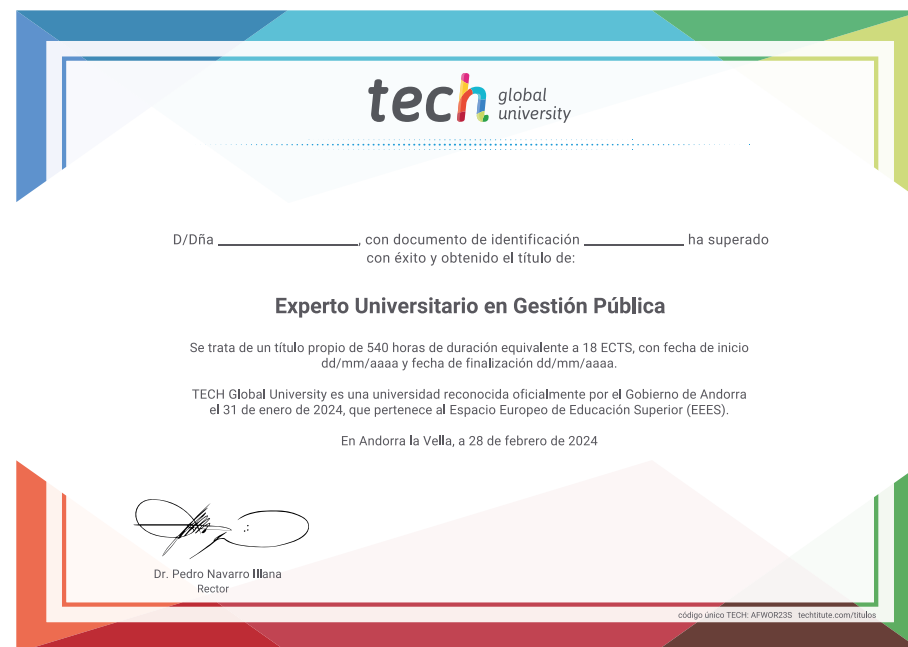 tech global university
D/Dña ____________________, con documento de identificación ______________ ha superado
con éxito y obtenido el título de:
Experto Universitario en Gestión Pública
Se trata de un título propio de 540 horas de duración equivalente a 18 ECTS, con fecha de inicio
dd/mm/aaaa y fecha de finalización dd/mm/aaaa.
TECH Global University es una universidad reconocida oficialmente por el Gobierno de Andorra
el 31 de enero de 2024, que pertenece al Espacio Europeo de Educación Superior (EEES).
En Andorra la Vella, a 28 de febrero de 2024
Dr. Pedro Navarro Illana
Rector
código único TECH: AFWOR23S techtitute.com/titulos